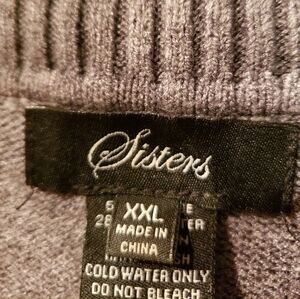 Sisters
XXL
MADE IN
CHINA
COLD WATER ONLY
DO NOT BLEACH